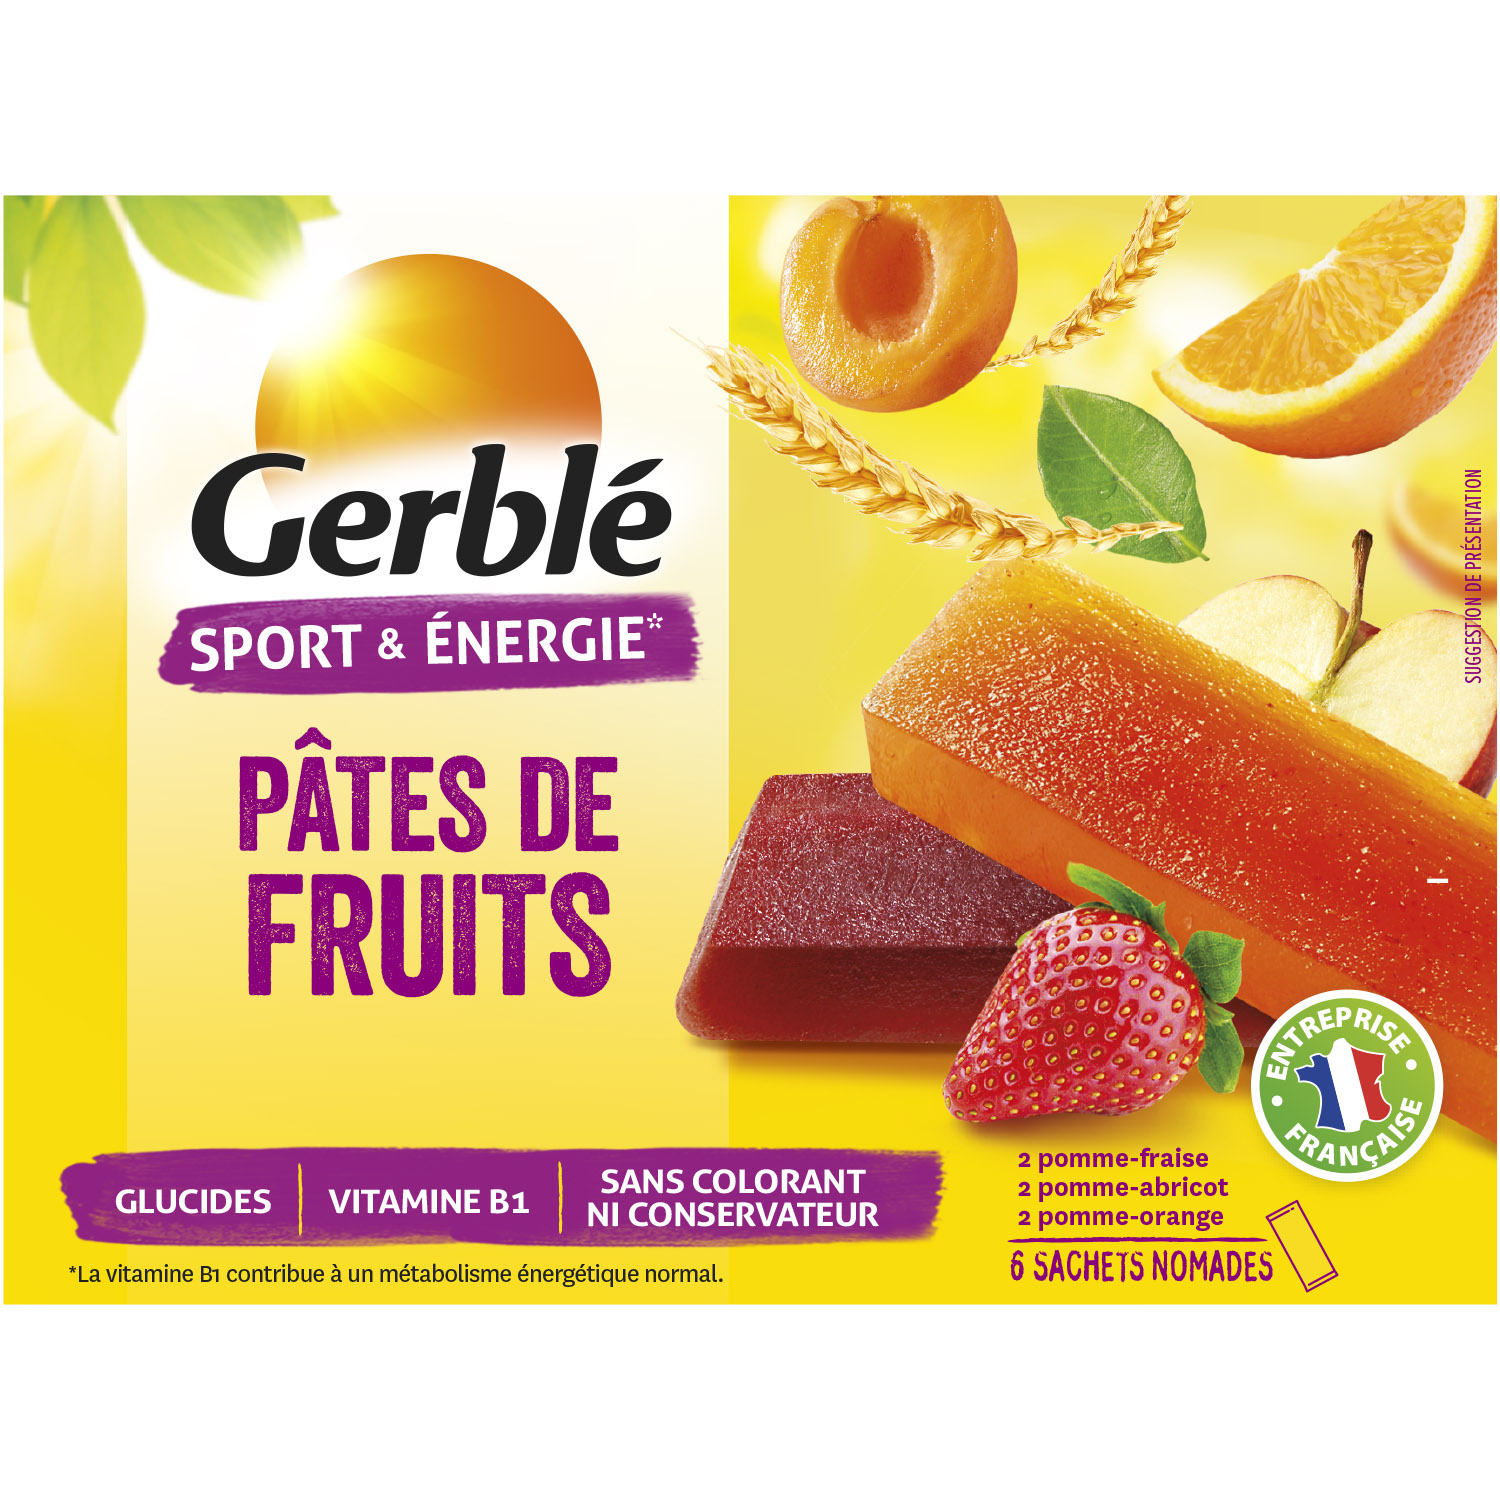 Gerblé
SPORT & ÉNERGIE*
PÂTES DE
FRUITS
SUGGESTION DE PRÉSENTATION
ENTREPRISE
FRANÇAISE
GLUCIDES
VITAMINE B1
SANS COLORANT
NI CONSERVATEUR
*La vitamine B1 contribue à un métabolisme énergétique normal.
2 pomme-fraise
2 pomme-abricot
2 pomme-orange
6 SACHETS NOMADES